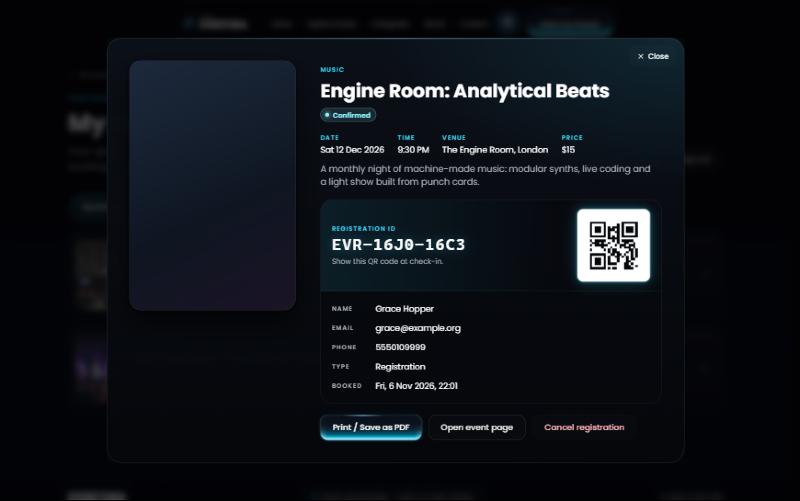 × Close
MUSIC
Engine Room: Analytical Beats
Confirmed
DATE TIME VENUE PRICE
Sat 12 Dec 2026 9:30 PM The Engine Room, London $15
A monthly night of machine-made music: modular synths, live coding and
a light show built from punch cards.
REGISTRATION ID
EVR-16J0-16C3
Show this QR code at check-in.
NAME Grace Hopper
EMAIL grace@example.org
PHONE 5550109999
TYPE Registration
BOOKED Fri, 6 Nov 2026, 22:01
Print / Save as PDF Open event page Cancel registration
My